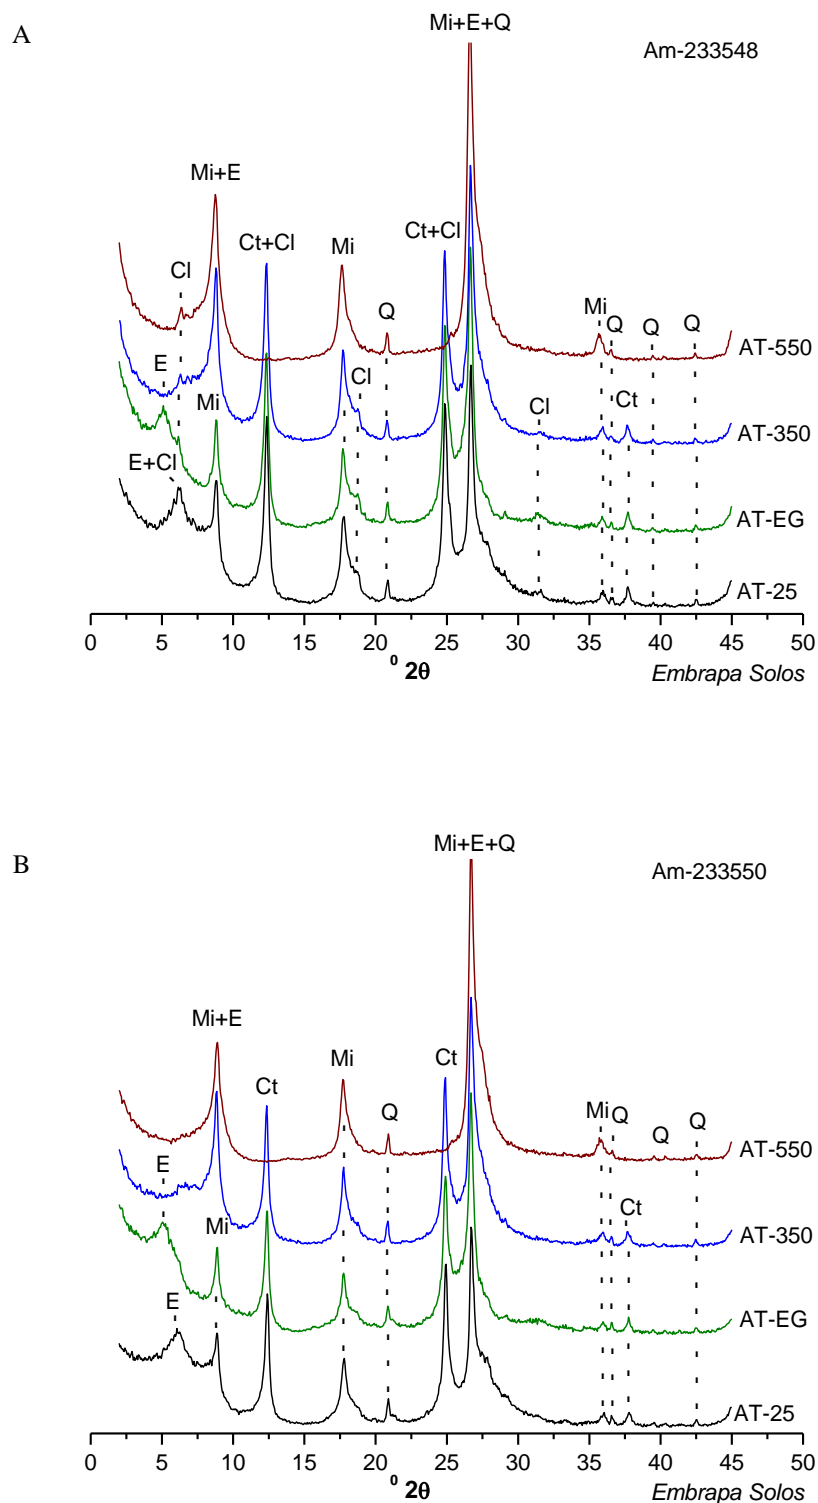 A
Mi+E+Q
Am-233548
Mi+E
Ct+Cl
Mi
Ct+Cl
Cl
Q
Mi
Q
Q
Q
AT-550
E
Mi
Cl
Cl
Ct
AT-350
E+Cl
AT-EG
AT-25
0 5 10 15 20 25 30 35 40 45 50
⁰ 2θ
Embrapa Solos
B
Mi+E+Q
Am-233550
Mi+E
Ct
Mi
Ct
Q
Mi
Q
Q
Q
AT-550
E
Mi
Ct
AT-350
E
AT-EG
AT-25
0 5 10 15 20 25 30 35 40 45 50
⁰ 2θ
Embrapa Solos